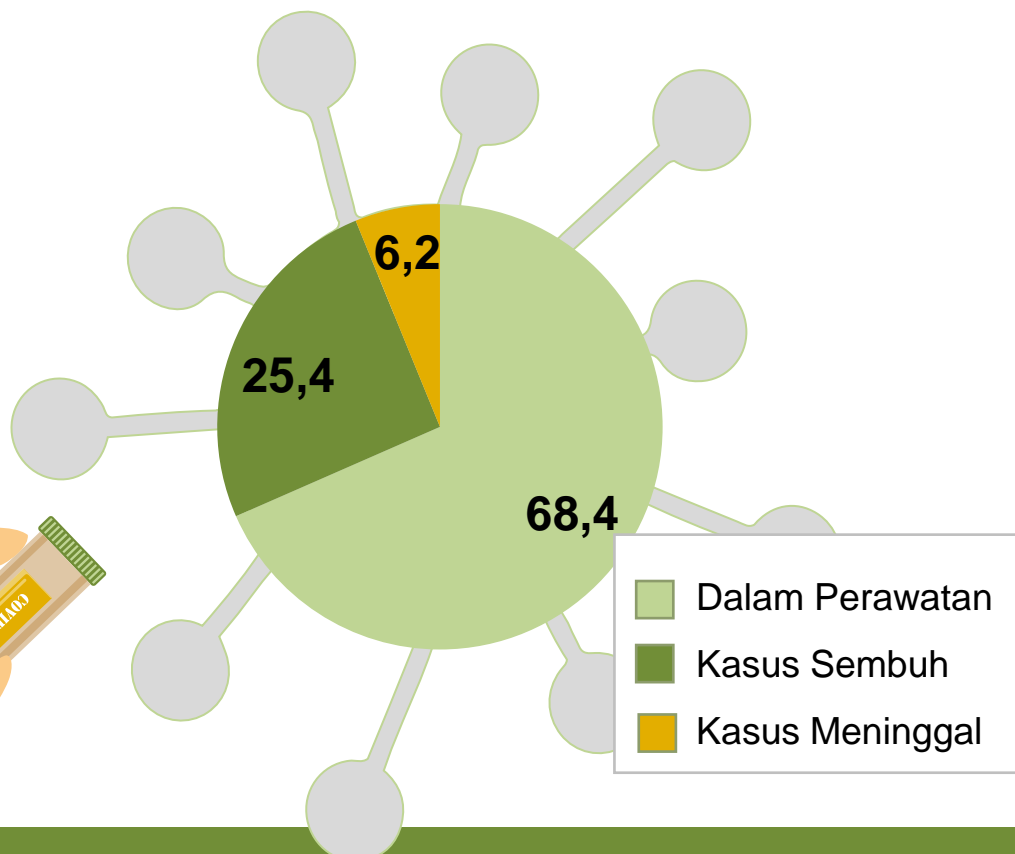 6,2
25,4
68,4
Dalam Perawatan
Kasus Sembuh
Kasus Meninggal